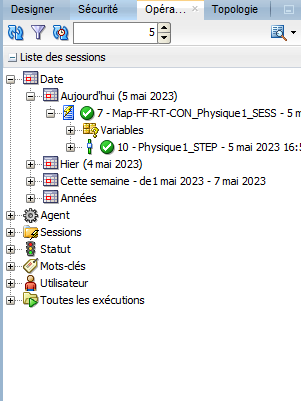 Designer Sécurité Opéra... Topologie
5
Liste des sessions
Date
Aujourd'hui (5 mai 2023)
7 - Map-FF-RT-CON_Physique1_SESS - 5 m
Variables
10 - Physique1_STEP - 5 mai 2023 16:5
Hier (4 mai 2023)
Cette semaine - de1 mai 2023 - 7 mai 2023
Années
Agent
Sessions
Statut
Mots-clés
Utilisateur
Toutes les exécutions